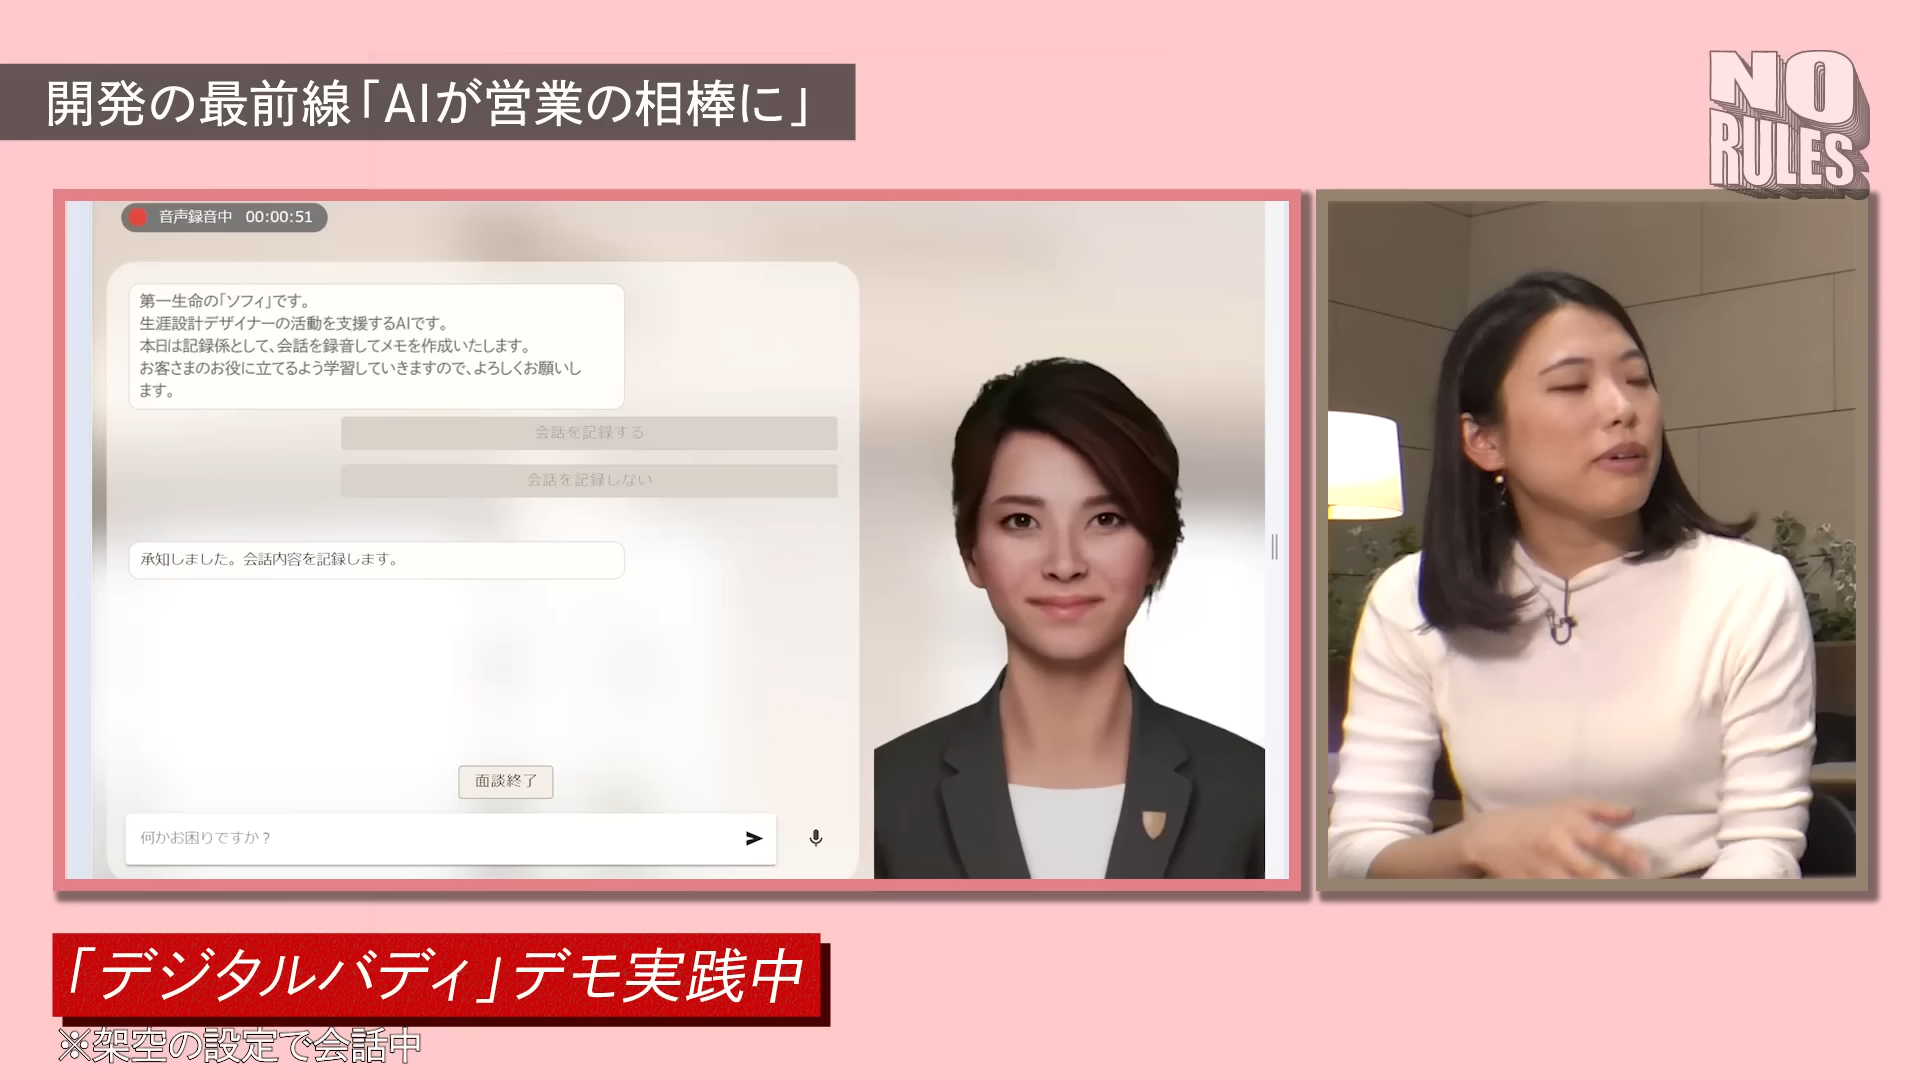 開発の最前線「AIが営業の相棒に」
NO
RULES
音声録音中 00:00:51
第一生命の「ソフィ」です。
生涯設計デザイナーの活動を支援するAIです。
本日は記録係として、会話を録音してメモを作成いたします。
お客さまのお役に立てるよう学習していきますので、よろしくお願いし
ます。
会話を記録する
会話を記録しない
承知しました。会話内容を記録します。
面談終了
何かお困りですか？
「デジタルバディ」デモ実践中
※架空の設定で会話中